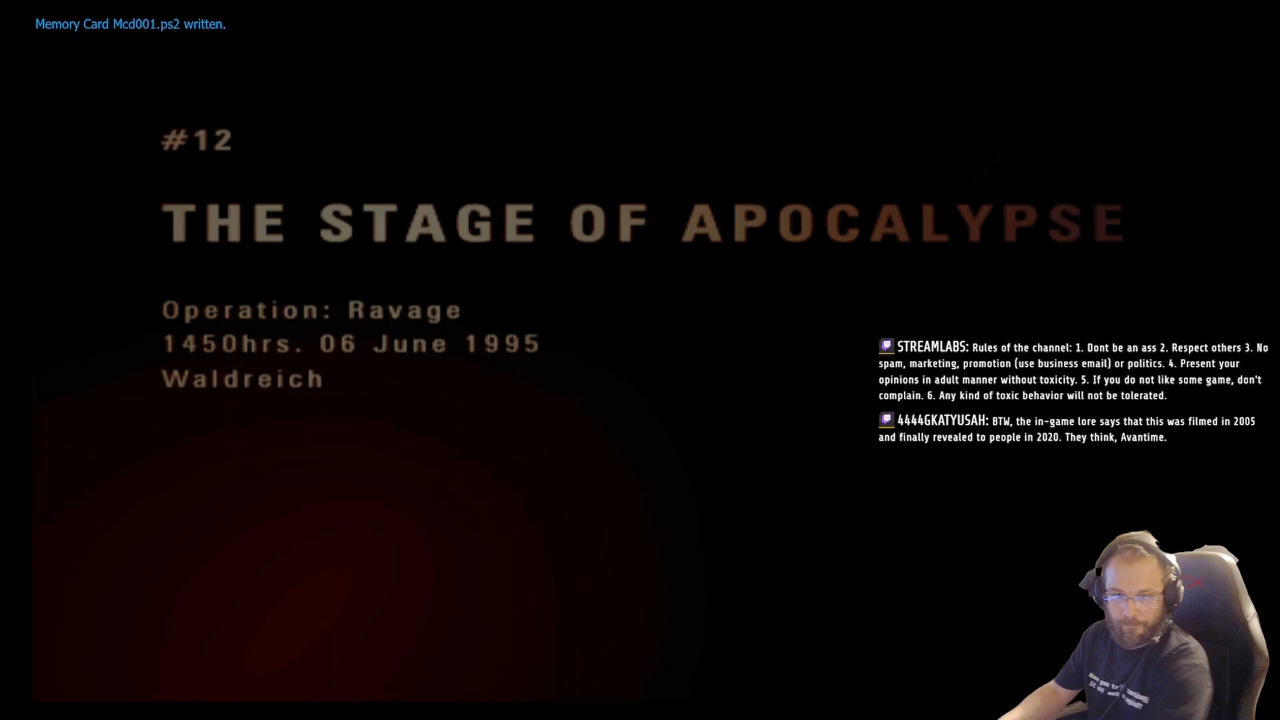 Memory Card Mcd001.ps2 written.
#12
THE STAGE OF APOCALYPSE
Operation: Ravage
1450hrs. 06 June 1995
Waldreich
STREAMLABS: Rules of the channel: 1. Dont be an ass 2. Respect others 3. No
spam, marketing, promotion (use business email) or politics. 4. Present your
opinions in adult manner without toxicity. 5. If you do not like some game, don't
complain. 6. Any kind of toxic behavior will not be tolerated.
4444GKATYUSAH: BTW, the in-game lore says that this was filmed in 2005
and finally revealed to people in 2020. They think, Avantime.